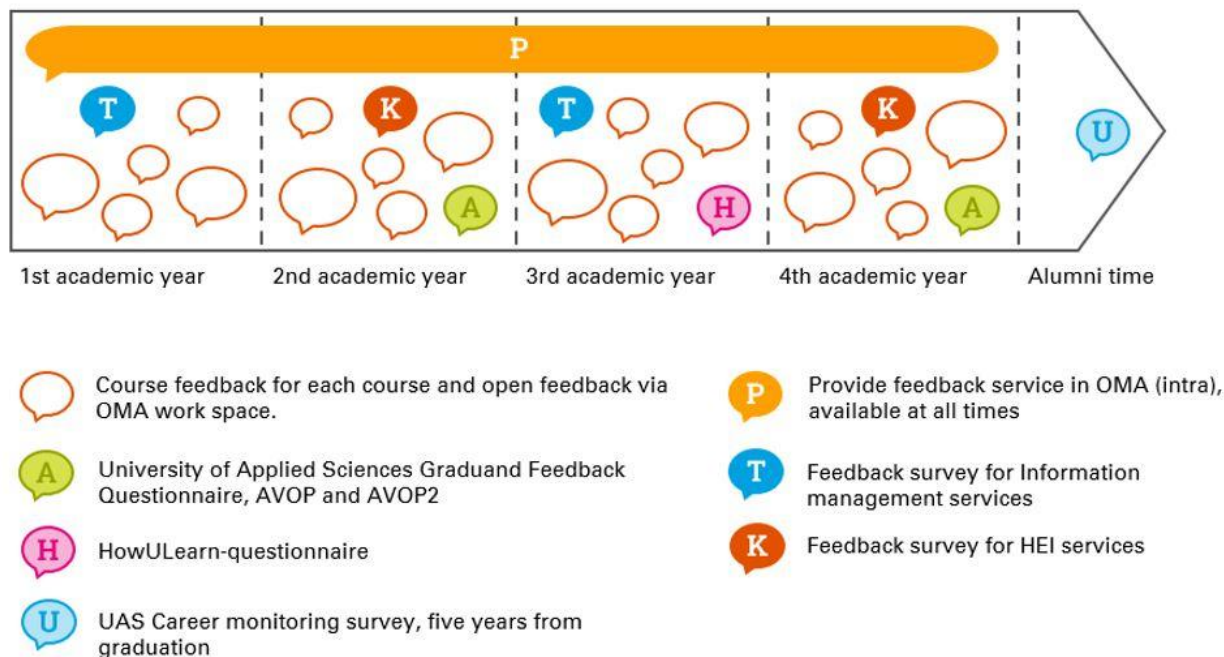 P
T
K
T
K
U
A
H
A
1st academic year
2nd academic year
3rd academic year
4th academic year
Alumni time
Course feedback for each course and open feedback via
OMA work space.
A
University of Applied Sciences Graduand Feedback
Questionnaire, AVOP and AVOP2
H
HowULearn-questionnaire
U
UAS Career monitoring survey, five years from
graduation
P
Provide feedback service in OMA (intra),
available at all times
T
Feedback survey for Information
management services
K
Feedback survey for HEI services